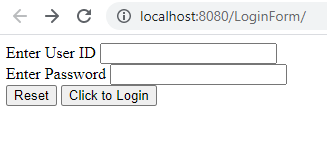 localhost:8080/LoginForm/
Enter User ID
Enter Password
Reset Click to Login